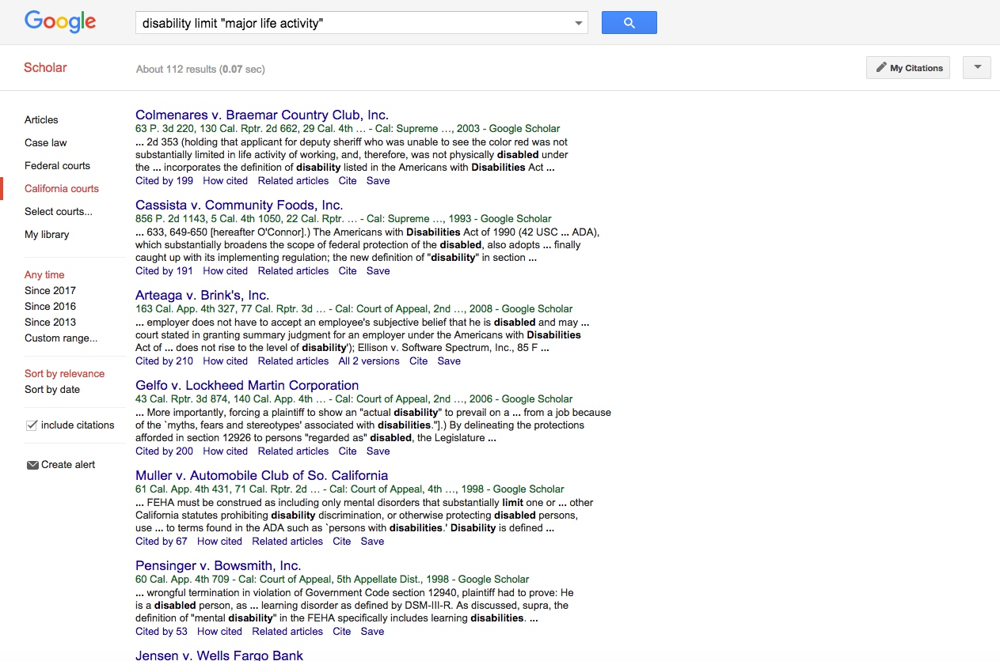 Google
disability limit "major life activity"
Scholar
About 112 results (0.07 sec)
My Citations
Articles
Case law
Federal courts
California courts
Select courts...
My library
Any time
Since 2017
Since 2016
Since 2013
Custom range...
Sort by relevance
Sort by date
include citations
Create alert
Colmenares v. Braemar Country Club, Inc.
63 P. 3d 220, 130 Cal. Rptr. 2d 662, 29 Cal. 4th … - Cal: Supreme …, 2003 - Google Scholar
... 2d 353 (holding that applicant for deputy sheriff who was unable to see the color red was not
substantially limited in life activity of working, and, therefore, was not physically disabled under
the ... incorporates the definition of disability listed in the Americans with Disabilities Act ...
Cited by 199 How cited Related articles Cite Save
Cassista v. Community Foods, Inc.
856 P. 2d 1143, 5 Cal. 4th 1050, 22 Cal. Rptr. … - Cal: Supreme …, 1993 - Google Scholar
... 633, 649-650 [hereafter O'Connor].) The Americans with Disabilities Act of 1990 (42 USC ... ADA),
which substantially broadens the scope of federal protection of the disabled, also adopts ... finally
caught up with its implementing regulation; the new definition of "disability" in section ...
Cited by 191 How cited Related articles Cite Save
Arteaga v. Brink's, Inc.
163 Cal. App. 4th 327, 77 Cal. Rptr. 3d … - Cal: Court of Appeal, 2nd …, 2008 - Google Scholar
... employer does not have to accept an employee's subjective belief that he is disabled and may ...
court stated in granting summary judgment for an employer under the Americans with Disabilities
Act of ... does not rise to the level of disability'); Ellison v. Software Spectrum, Inc., 85 F ...
Cited by 210 How cited Related articles All 2 versions Cite Save
Gelfo v. Lockheed Martin Corporation
43 Cal. Rptr. 3d 874, 140 Cal. App. 4th … - Cal: Court of Appeal, 2nd …, 2006 - Google Scholar
... More importantly, forcing a plaintiff to show an "actual disability" to prevail on a ... from a job because
of the `myths, fears and stereotypes' associated with disabilities."].) By delineating the protections
afforded in section 12926 to persons "regarded as" disabled, the Legislature ...
Cited by 200 How cited Related articles Cite Save
Muller v. Automobile Club of So. California
61 Cal. App. 4th 431, 71 Cal. Rptr. 2d … - Cal: Court of Appeal, 4th …, 1998 - Google Scholar
... FEHA must be construed as including only mental disorders that substantially limit one or ... other
California statutes prohibiting disability discrimination, or otherwise protecting disabled persons,
use ... to terms found in the ADA such as `persons with disabilities.' Disability is defined ...
Cited by 67 How cited Related articles Cite Save
Pensinger v. Bowsmith, Inc.
60 Cal. App. 4th 709 - Cal: Court of Appeal, 5th Appellate Dist., 1998 - Google Scholar
... wrongful termination in violation of Government Code section 12940, plaintiff had to prove: He
is a disabled person, as ... learning disorder as defined by DSM-III-R. As discussed, supra, the
definition of "mental disability" in the FEHA specifically includes learning disabilities. ...
Cited by 53 How cited Related articles Cite Save
Jensen v. Wells Fargo Bank